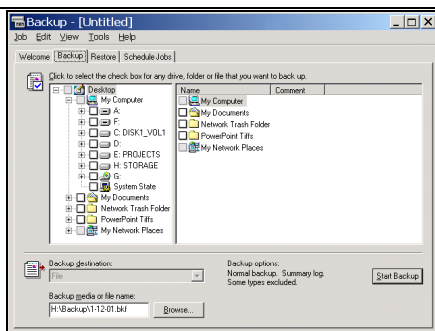 Backup - [Untitled]
Job Edit View Tools Help
Welcome Backup Restore Schedule Jobs
Click to select the check box for any drive, folder or file that you want to back up.
Desktop
My Computer
A:
F:
C: DISK1_VOL1
D:
E: PROJECTS
H: STORAGE
G:
System State
My Documents
Network Trash Folder
PowerPoint Tiffs
My Network Places
Name Comment
My Computer
My Documents
Network Trash Folder
PowerPoint Tiffs
My Network Places
Backup destination:
File
Backup media or file name:
H:\Backup\1-12-01.bkf
Browse...
Backup options:
Normal backup. Summary log.
Some types excluded.
Start Backup